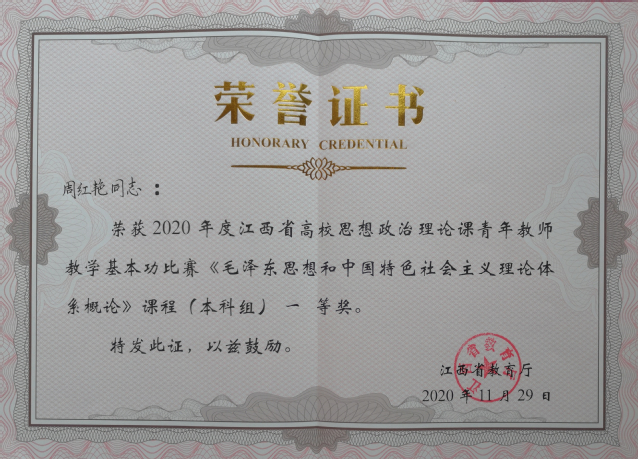 荣誉证书
HONORARY CREDENTIAL
周红艳同志：
荣获 2020 年度江西省高校思想政治理论课青年教师
教学基本功比赛《毛泽东思想和中国特色社会主义理论体
系概论》课程（本科组） 一 等奖。
特发此证，以兹鼓励。
江西省教育厅
2020 年 11 月 29 日